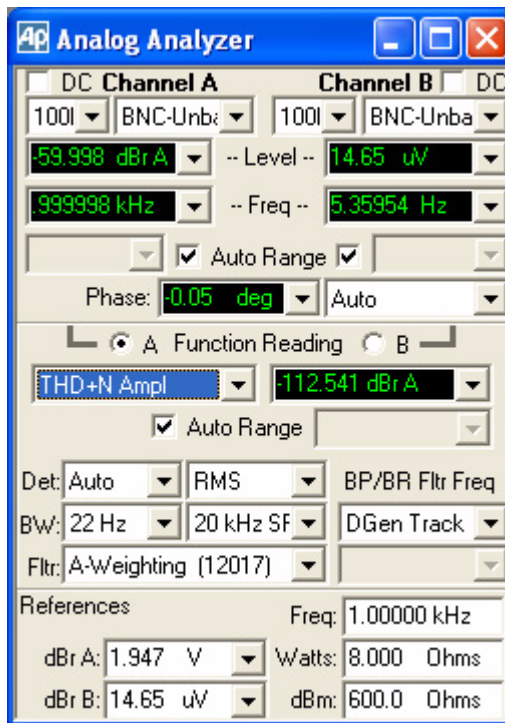 Ap Analog Analyzer
DC Channel A Channel B DC
BNC-Unba BNC-Unba
-59.998 dBr A -- Level -- 14.65 uV
.999998 kHz -- Freq -- 5.35954 Hz
Auto Range
Phase: -0.05 deg Auto
A Function Reading B
THD+N Ampl -112.541 dBr A
Auto Range
Det: Auto RMS BP/BR Fltr Freq
BW: 22 Hz 20 kHz SF DGen Track
Fltr: A-Weighting (12017)
References Freq: 1.00000 kHz
dBr A: 1.947 V Watts: 8.000 Ohms
dBr B: 14.65 uV dBm: 600.0 Ohms